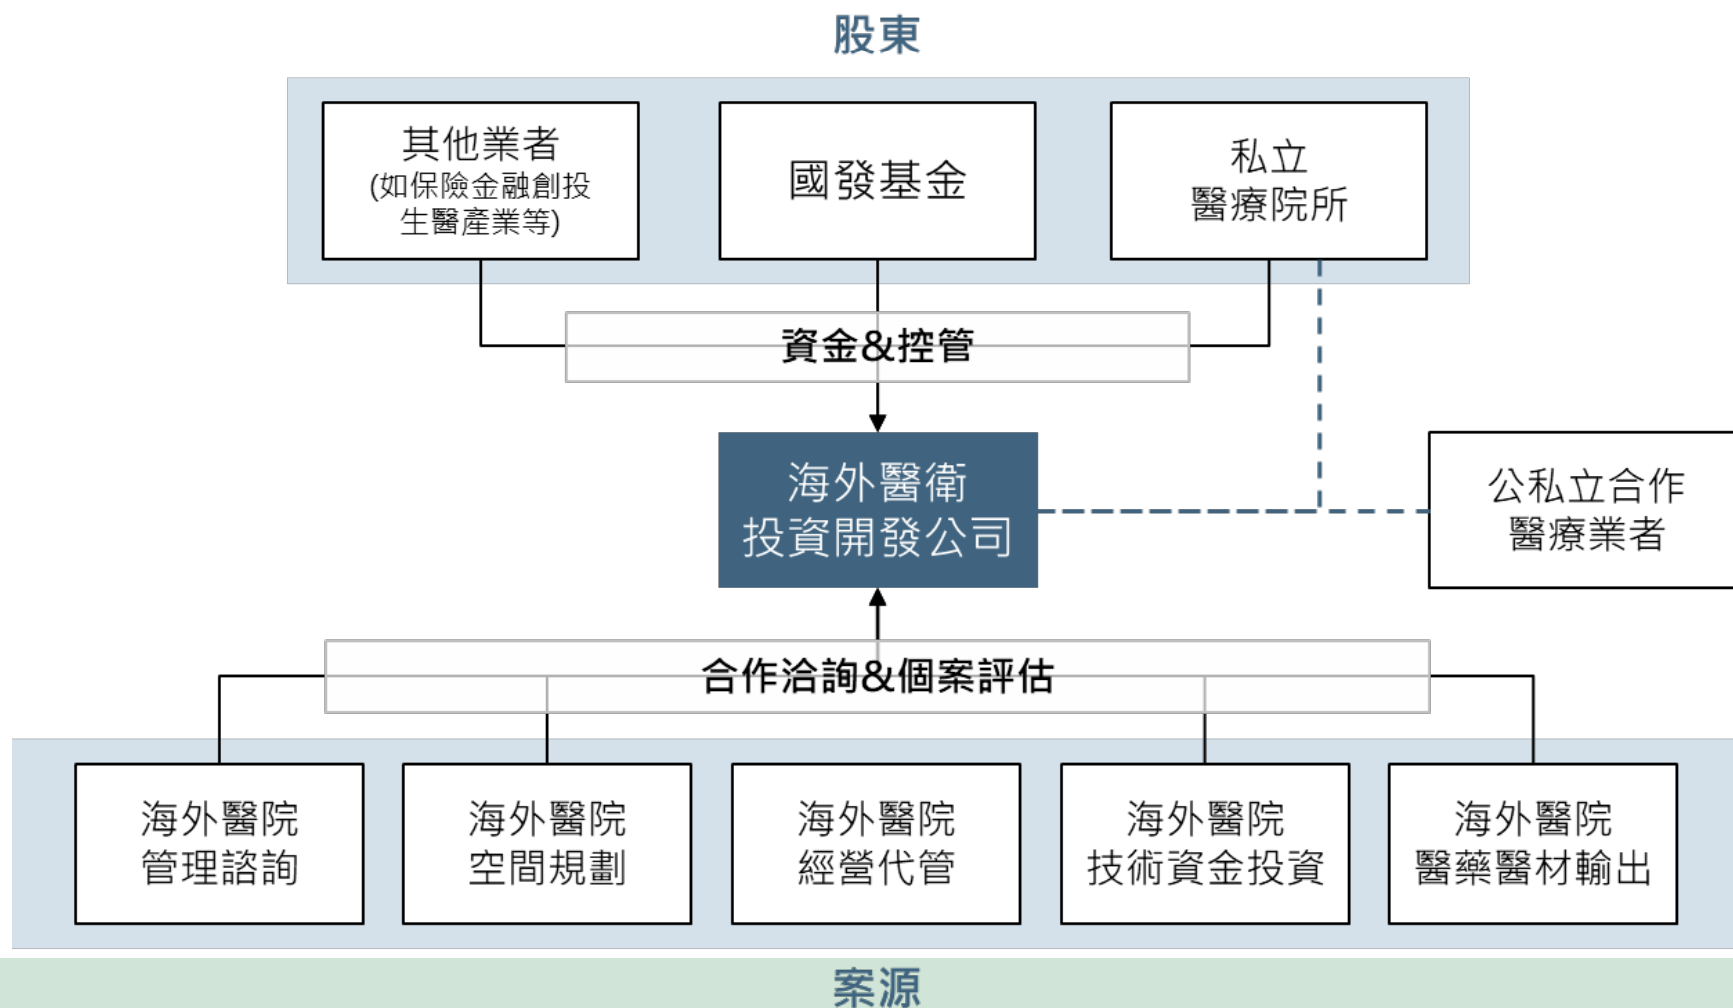 股東
其他業者
(如保險金融創投
生醫產業等)
國發基金
私立
醫療院所
資金&控管
海外醫衛
投資開發公司
公私立合作
醫療業者
合作洽詢&個案評估
海外醫院
管理諮詢
海外醫院
空間規劃
海外醫院
經營代管
海外醫院
技術資金投資
海外醫院
醫藥醫材輸出
案源